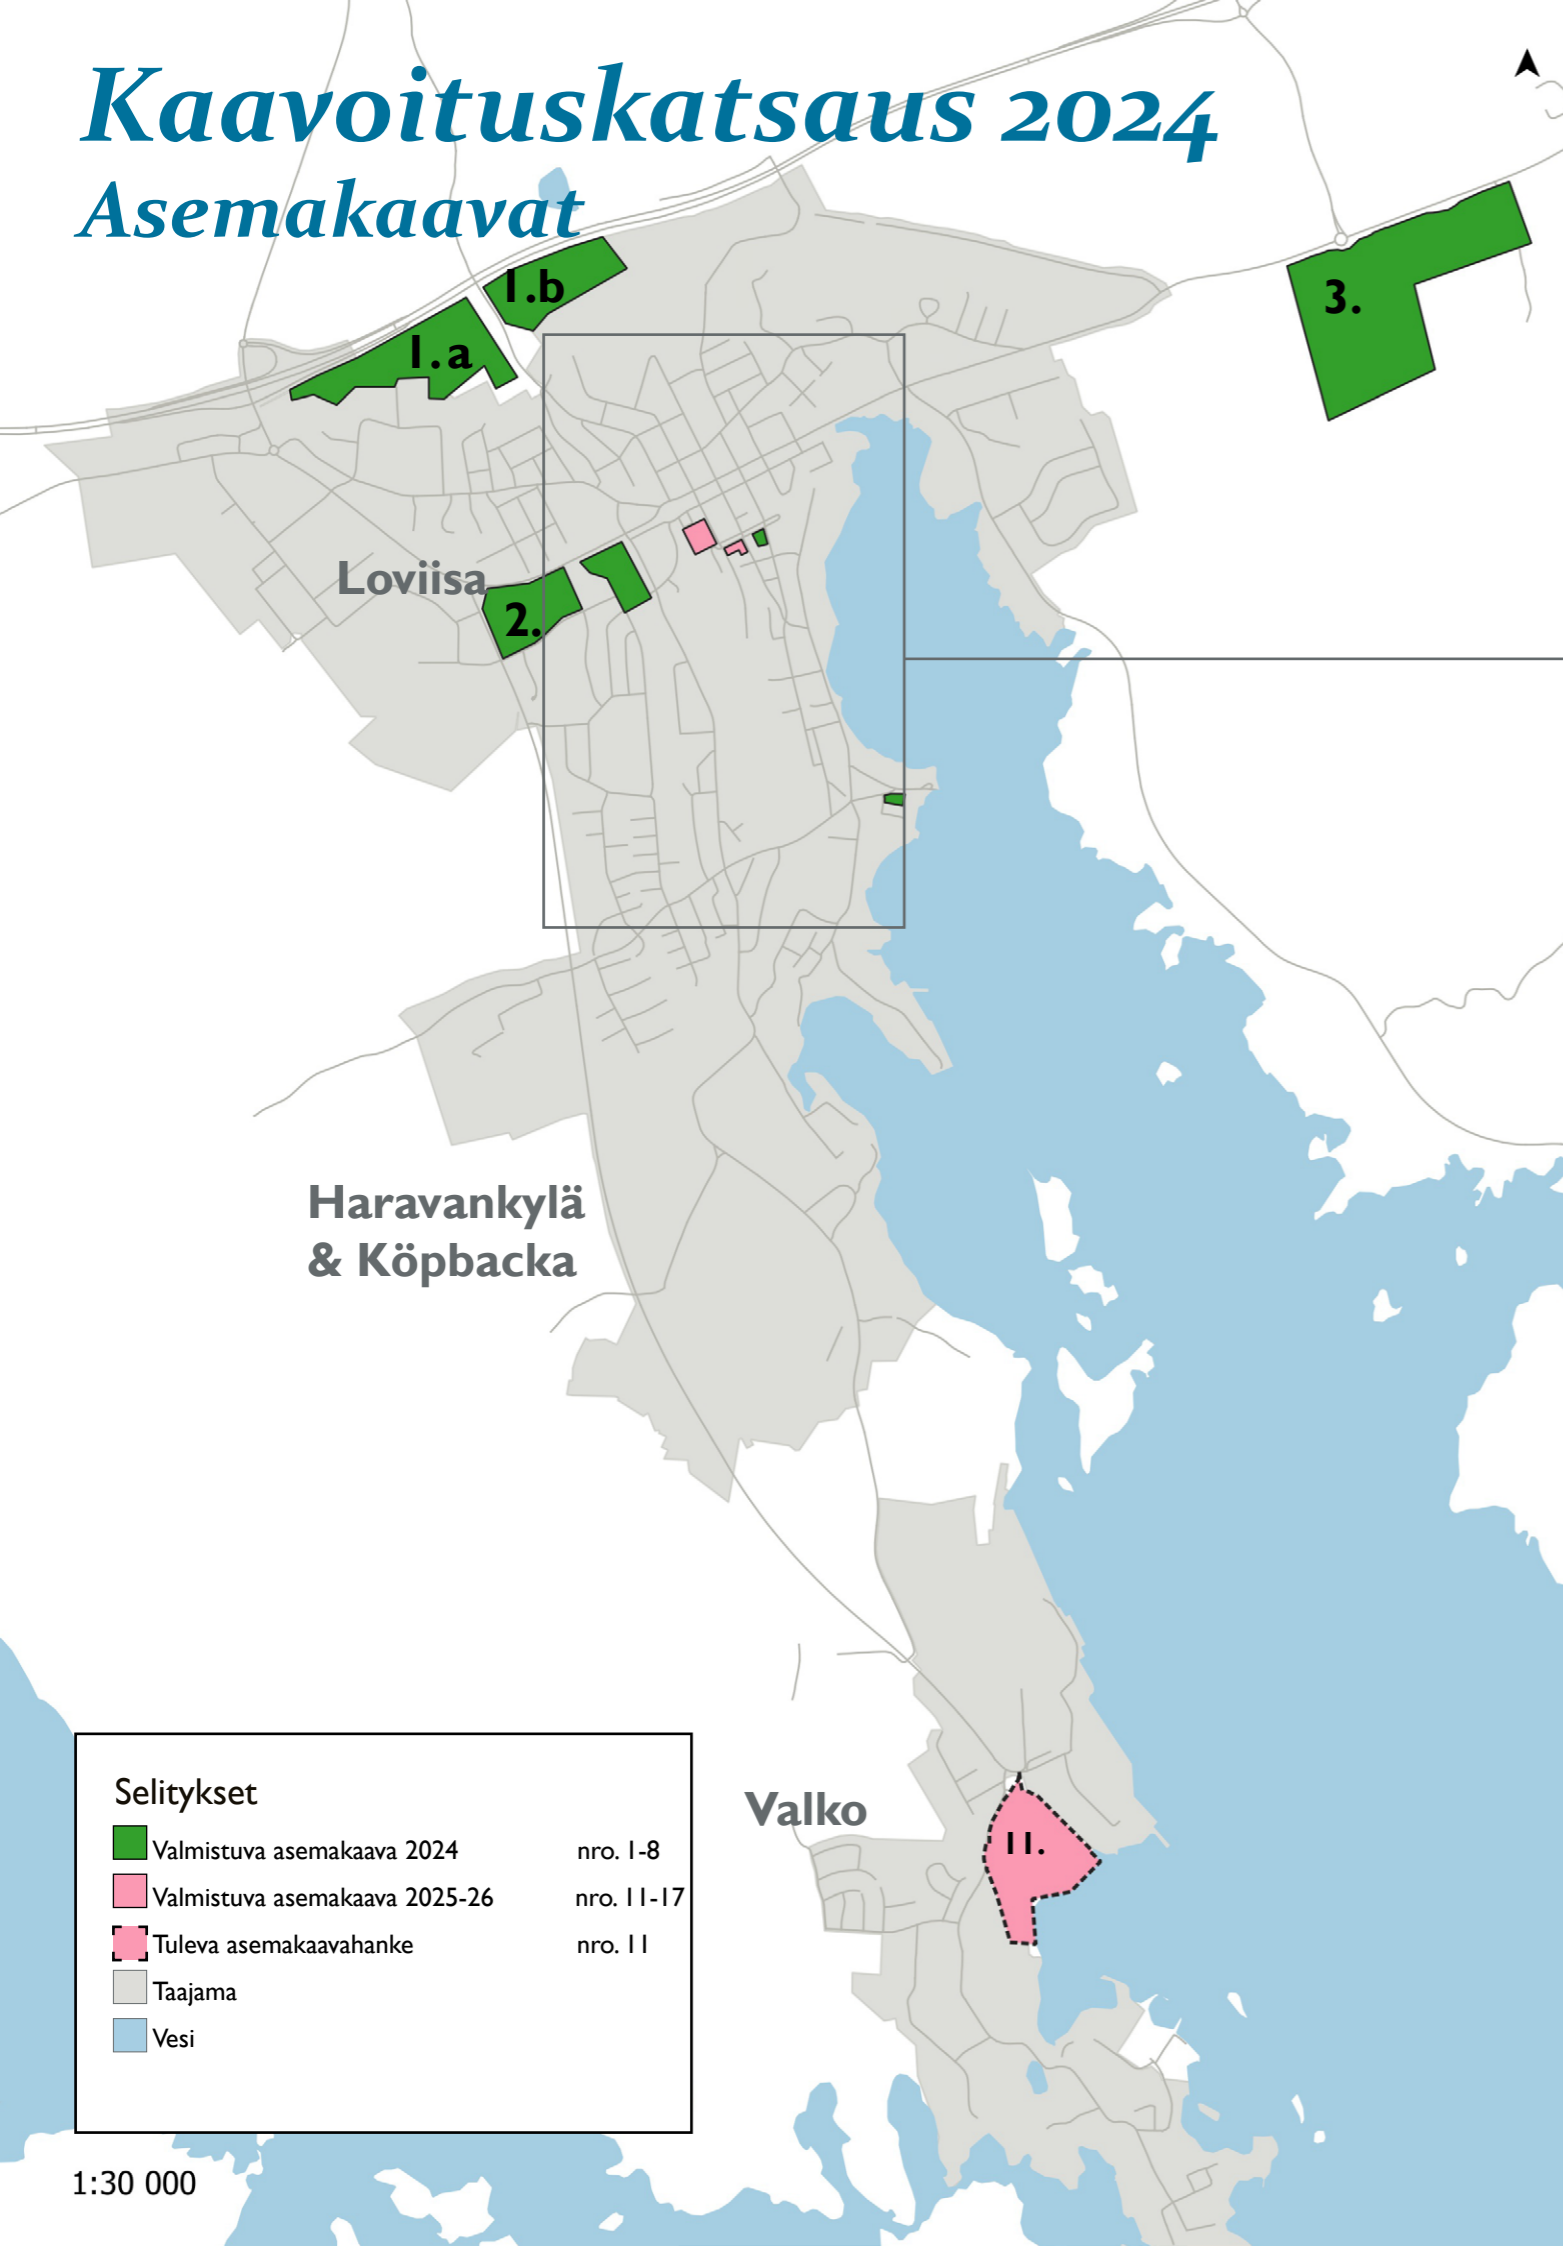 Kaavoituskatsaus 2024
Asemakaavat
1.b
1.a
3.
Loviisa
2.
Haravankylä
& Köpbacka
Valko
11.
Selitykset
Valmistuva asemakaava 2024 nro. 1-8
Valmistuva asemakaava 2025-26 nro. 11-17
Tuleva asemakaavahanke nro. 11
Taajama
Vesi
1:30 000